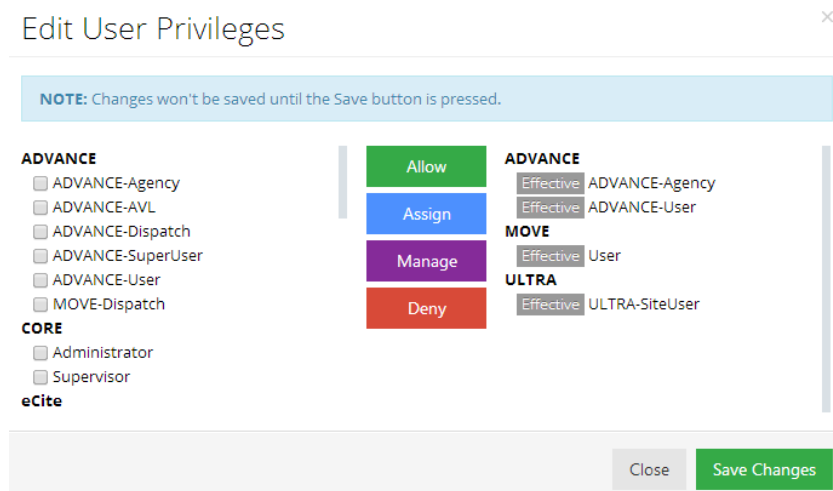 Edit User Privileges
×
NOTE: Changes won't be saved until the Save button is pressed.
ADVANCE
ADVANCE-Agency
ADVANCE-AVL
ADVANCE-Dispatch
ADVANCE-SuperUser
ADVANCE-User
MOVE-Dispatch
CORE
Administrator
Supervisor
eCite
Allow
Assign
Manage
Deny
ADVANCE
Effective ADVANCE-Agency
Effective ADVANCE-User
MOVE
Effective User
ULTRA
Effective ULTRA-SiteUser
Close
Save Changes